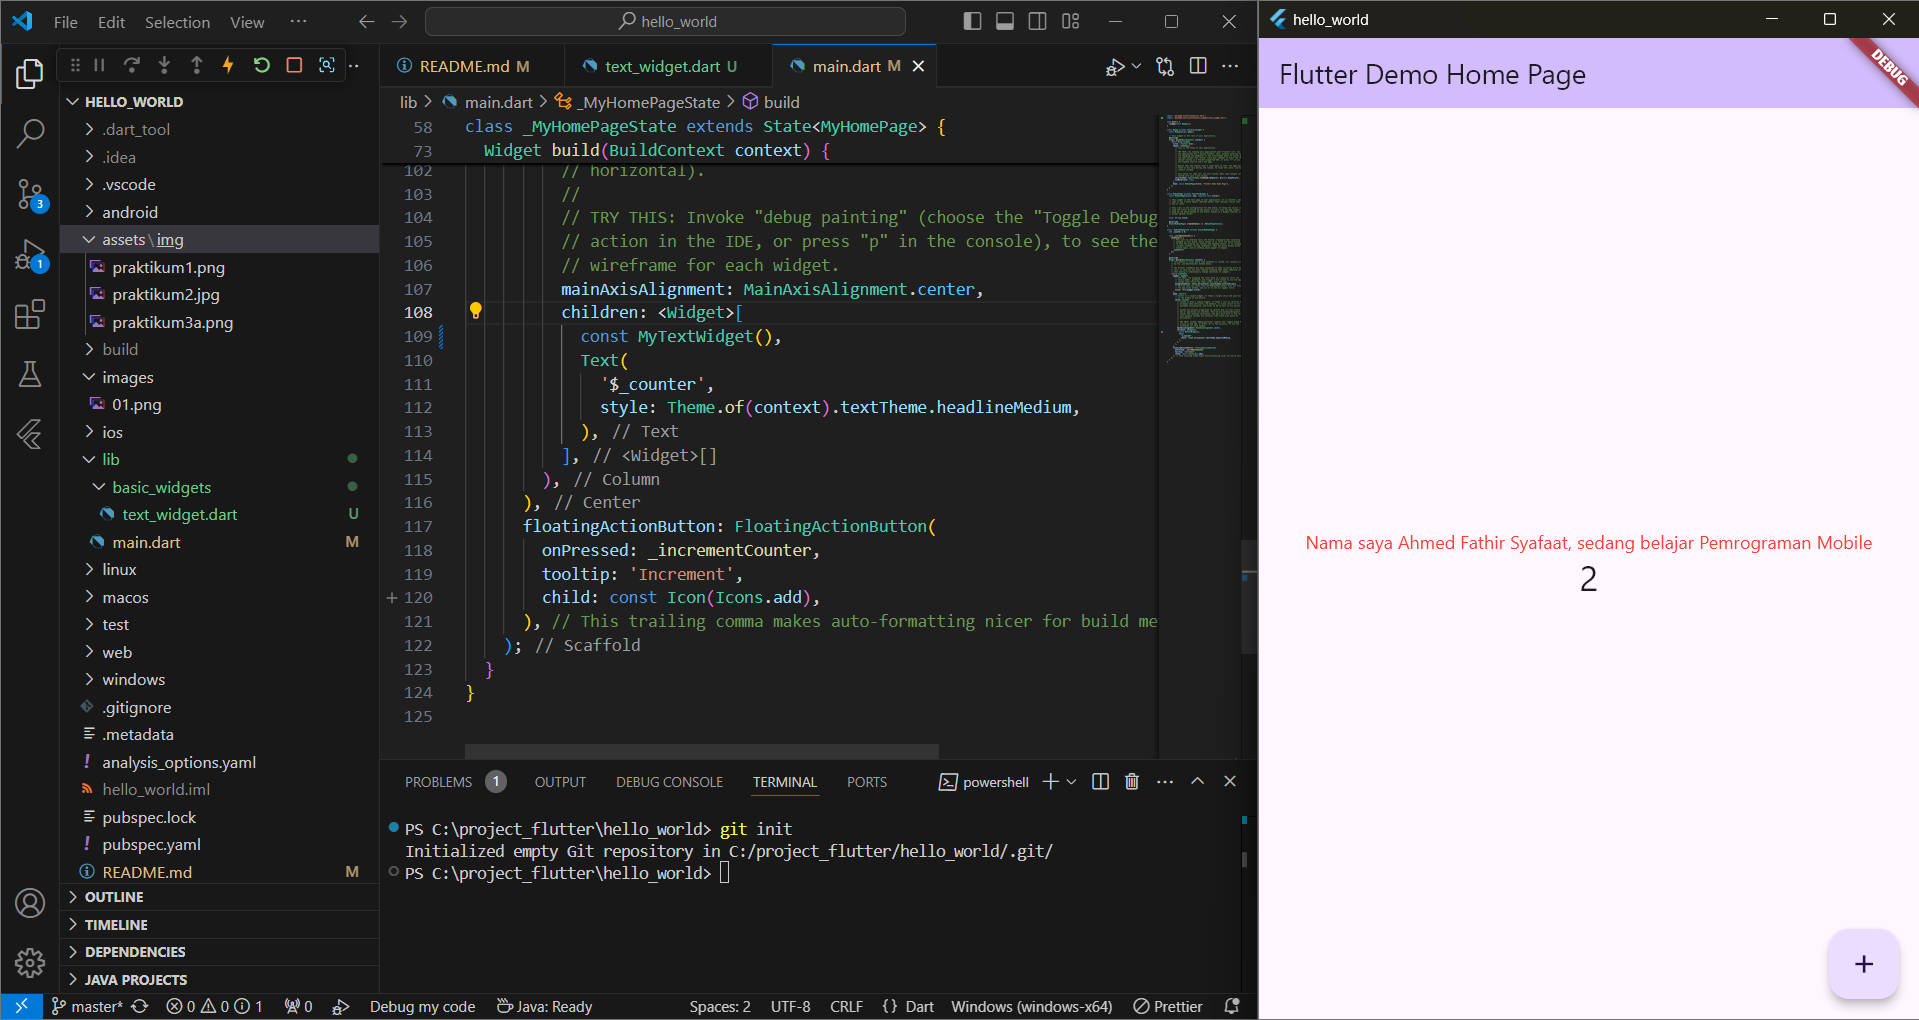 File Edit Selection View ··· hello_world
HELLO_WORLD
.dart_tool
.idea
.vscode
android
assets\img
praktikum1.png
praktikum2.jpg
praktikum3a.png
build
images
01.png
ios
lib
basic_widgets
text_widget.dart U
main.dart M
linux
macos
test
web
windows
.gitignore
.metadata
analysis_options.yaml
hello_world.iml
pubspec.lock
pubspec.yaml
README.md M
OUTLINE
TIMELINE
DEPENDENCIES
JAVA PROJECTS
3
1
README.md M text_widget.dart U main.dart M
lib > main.dart > _MyHomePageState > build
58 class _MyHomePageState extends State<MyHomePage> {
73 Widget build(BuildContext context) {
102 // horizontal).
103 //
104 // TRY THIS: Invoke "debug painting" (choose the "Toggle Debug
105 // action in the IDE, or press "p" in the console), to see the
106 // wireframe for each widget.
107 mainAxisAlignment: MainAxisAlignment.center,
108 children: <Widget>[
109 const MyTextWidget(),
110 Text(
111 '$_counter',
112 style: Theme.of(context).textTheme.headlineMedium,
113 ), // Text
114 ], // <Widget>[]
115 ), // Column
116 ), // Center
117 floatingActionButton: FloatingActionButton(
118 onPressed: _incrementCounter,
119 tooltip: 'Increment',
120 child: const Icon(Icons.add),
121 ), // This trailing comma makes auto-formatting nicer for build me
122 ); // Scaffold
123 }
124 }
125
PROBLEMS 1 OUTPUT DEBUG CONSOLE TERMINAL PORTS powershell
PS C:\project_flutter\hello_world> git init
Initialized empty Git repository in C:/project_flutter/hello_world/.git/
PS C:\project_flutter\hello_world>
master* 0 0 1 0 Debug my code Java: Ready Spaces: 2 UTF-8 CRLF {} Dart Windows (windows-x64) Prettier
hello_world
Flutter Demo Home Page
DEBUG
Nama saya Ahmed Fathir Syafaat, sedang belajar Pemrograman Mobile
2